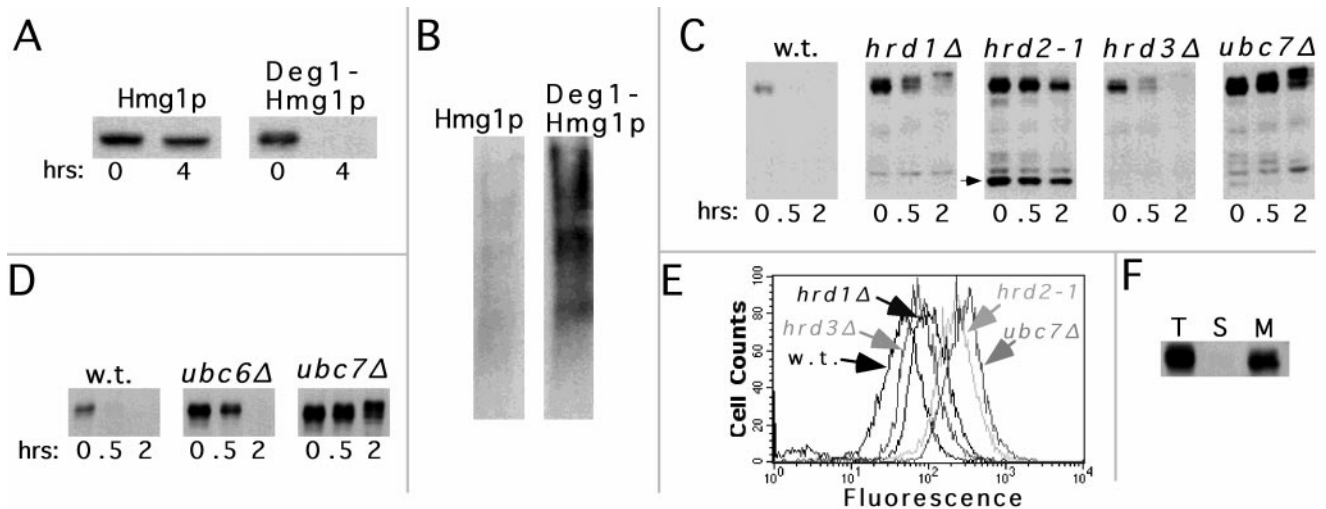 A
Hmg1p
Deg1-
Hmg1p
hrs: 0 4 0 4
B
Hmg1p
Deg1-
Hmg1p
C
w.t. hrd1Δ hrd2-1 hrd3Δ ubc7Δ
hrs: 0 .5 2 0 .5 2 0 .5 2 0 .5 2 0 .5 2
D
w.t. ubc6Δ ubc7Δ
hrs: 0 .5 2 0 .5 2 0 .5 2
E
Cell Counts
100
80
60
40
20
0
hrd1Δ
hrd3Δ
w.t.
hrd2-1
ubc7Δ
10⁰ 10¹ 10² 10³ 10⁴
Fluorescence
F
T S M